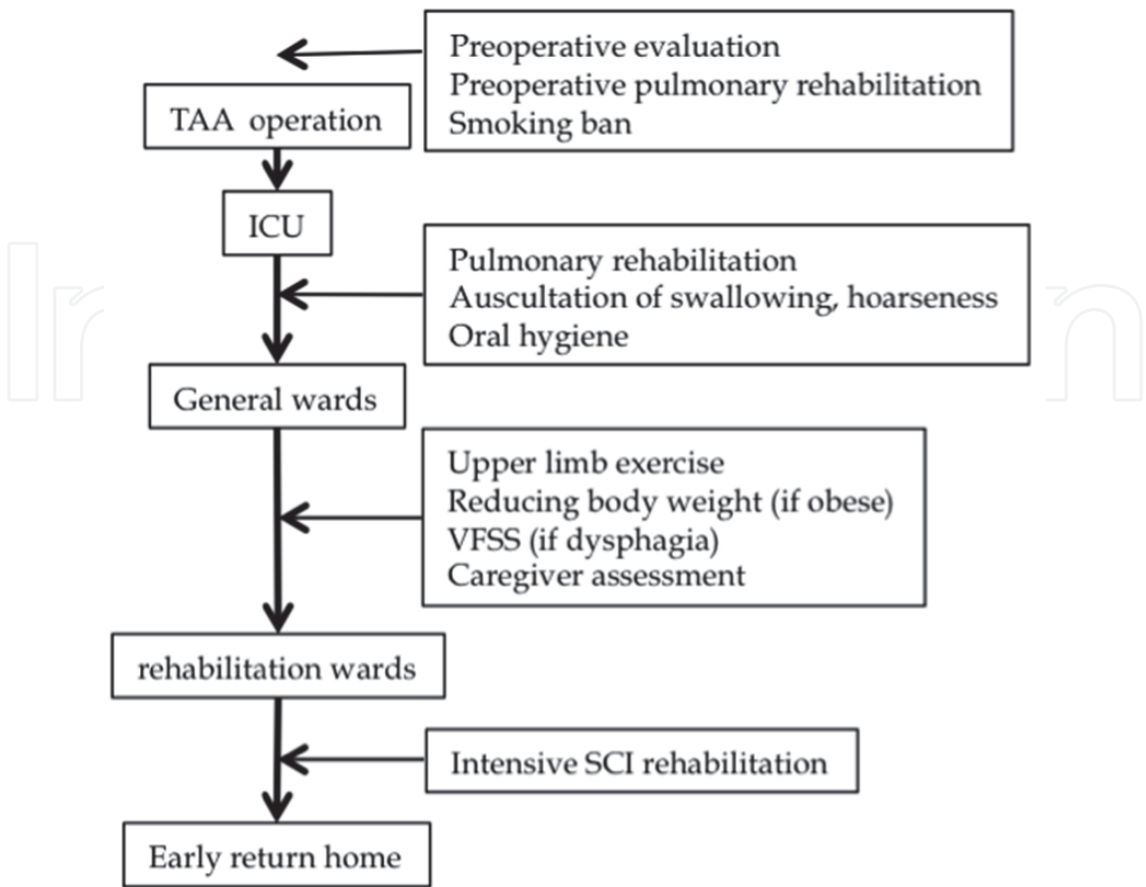 Preoperative evaluation
Preoperative pulmonary rehabilitation
Smoking ban
TAA operation
ICU
Pulmonary rehabilitation
Auscultation of swallowing, hoarseness
Oral hygiene
General wards
Upper limb exercise
Reducing body weight (if obese)
VFSS (if dysphagia)
Caregiver assessment
rehabilitation wards
Intensive SCI rehabilitation
Early return home